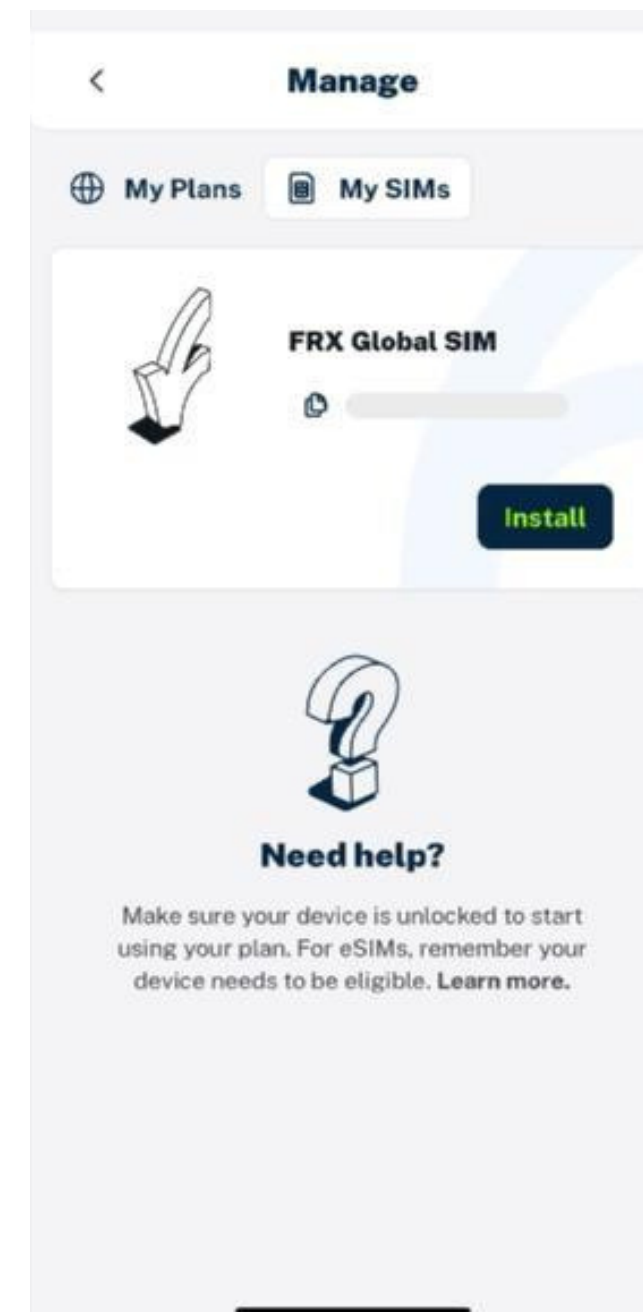 Manage
My Plans
My SIMs
FRX Global SIM
Install
Need help?
Make sure your device is unlocked to start
using your plan. For eSIMs, remember your
device needs to be eligible. Learn more.